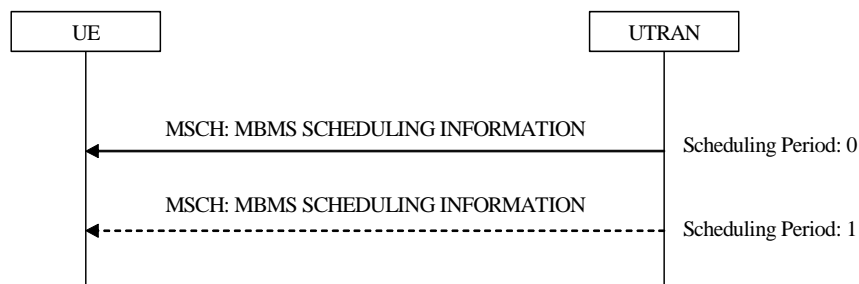 UE
UTRAN
MSCH: MBMS SCHEDULING INFORMATION
Scheduling Period: 0
MSCH: MBMS SCHEDULING INFORMATION
Scheduling Period: 1